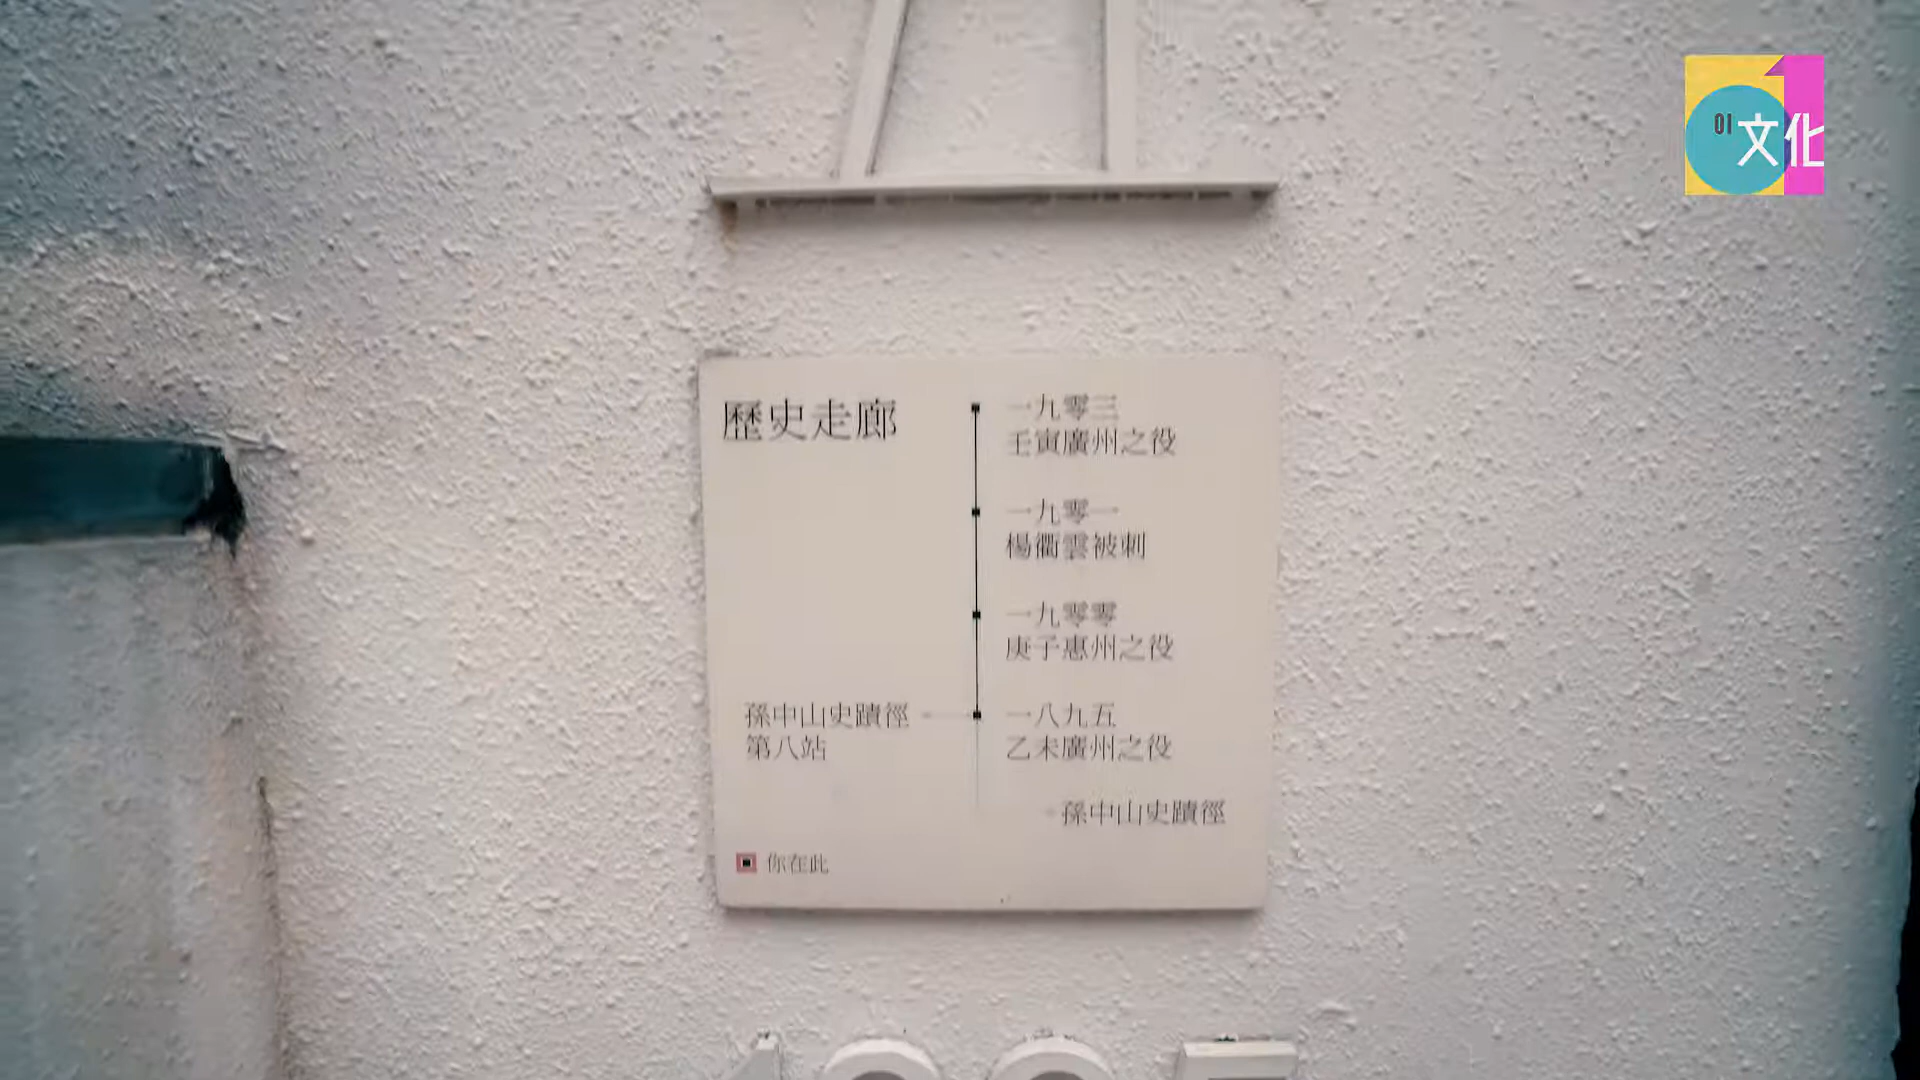 01文化
歷史走廊
一九零三
壬寅廣州之役
一九零一
楊衢雲被刺
一九零零
庚子惠州之役
孫中山史蹟徑
第八站
一八九五
乙未廣州之役
孫中山史蹟徑
你在此